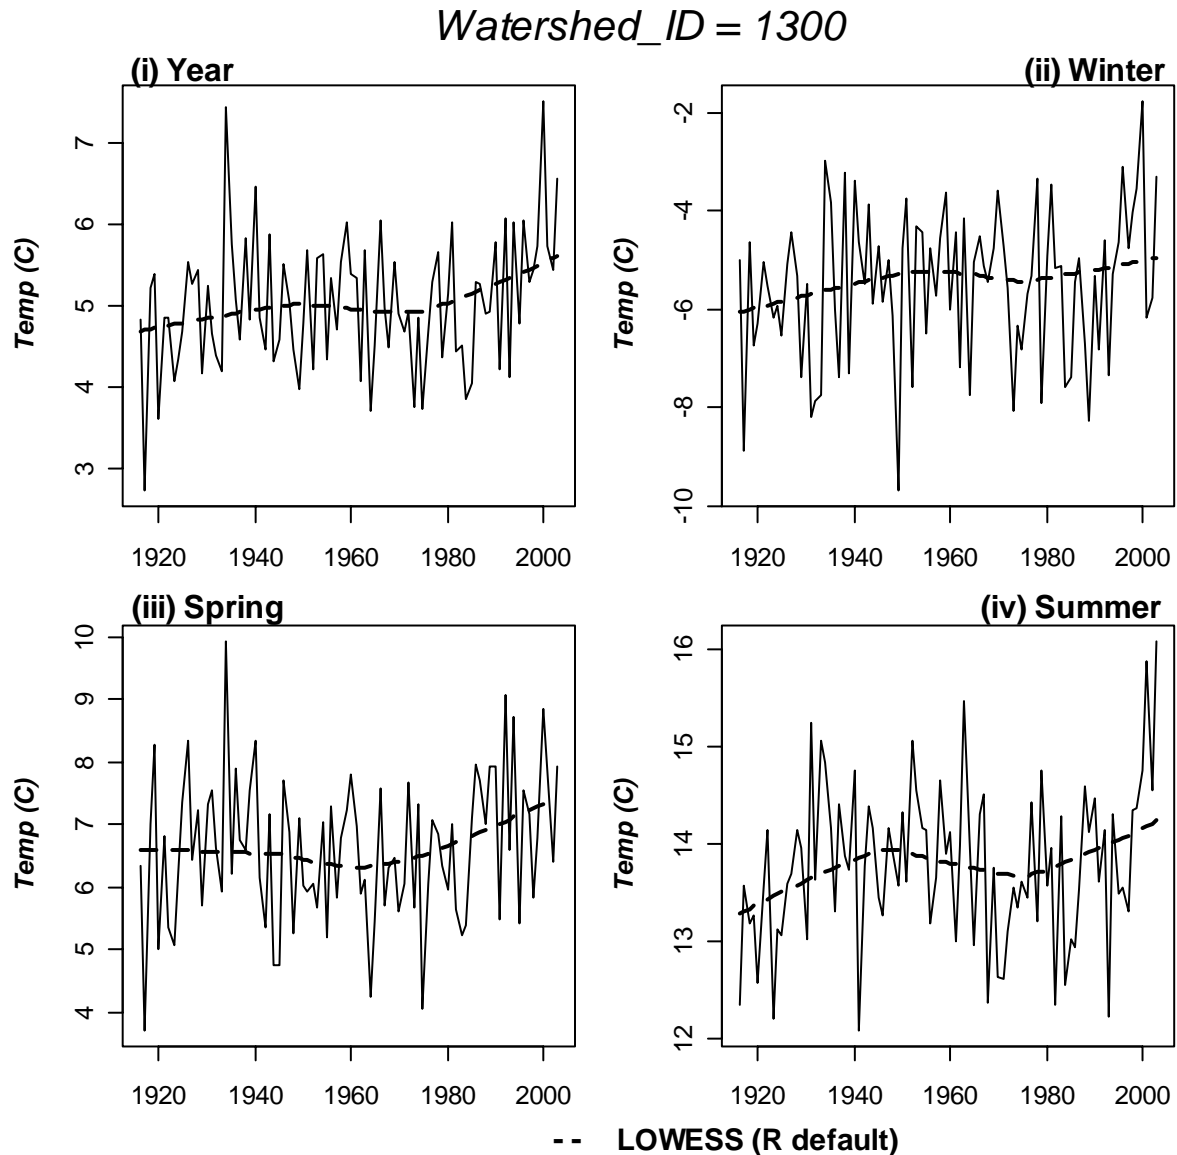 Watershed_ID = 1300
(i) Year
Temp (C)
7
6
5
4
3
1920 1940 1960 1980 2000
(ii) Winter
Temp (C)
-2
-4
-6
-8
-10
1920 1940 1960 1980 2000
(iii) Spring
Temp (C)
10
9
8
7
6
5
4
1920 1940 1960 1980 2000
(iv) Summer
Temp (C)
16
15
14
13
12
1920 1940 1960 1980 2000
- - LOWESS (R default)